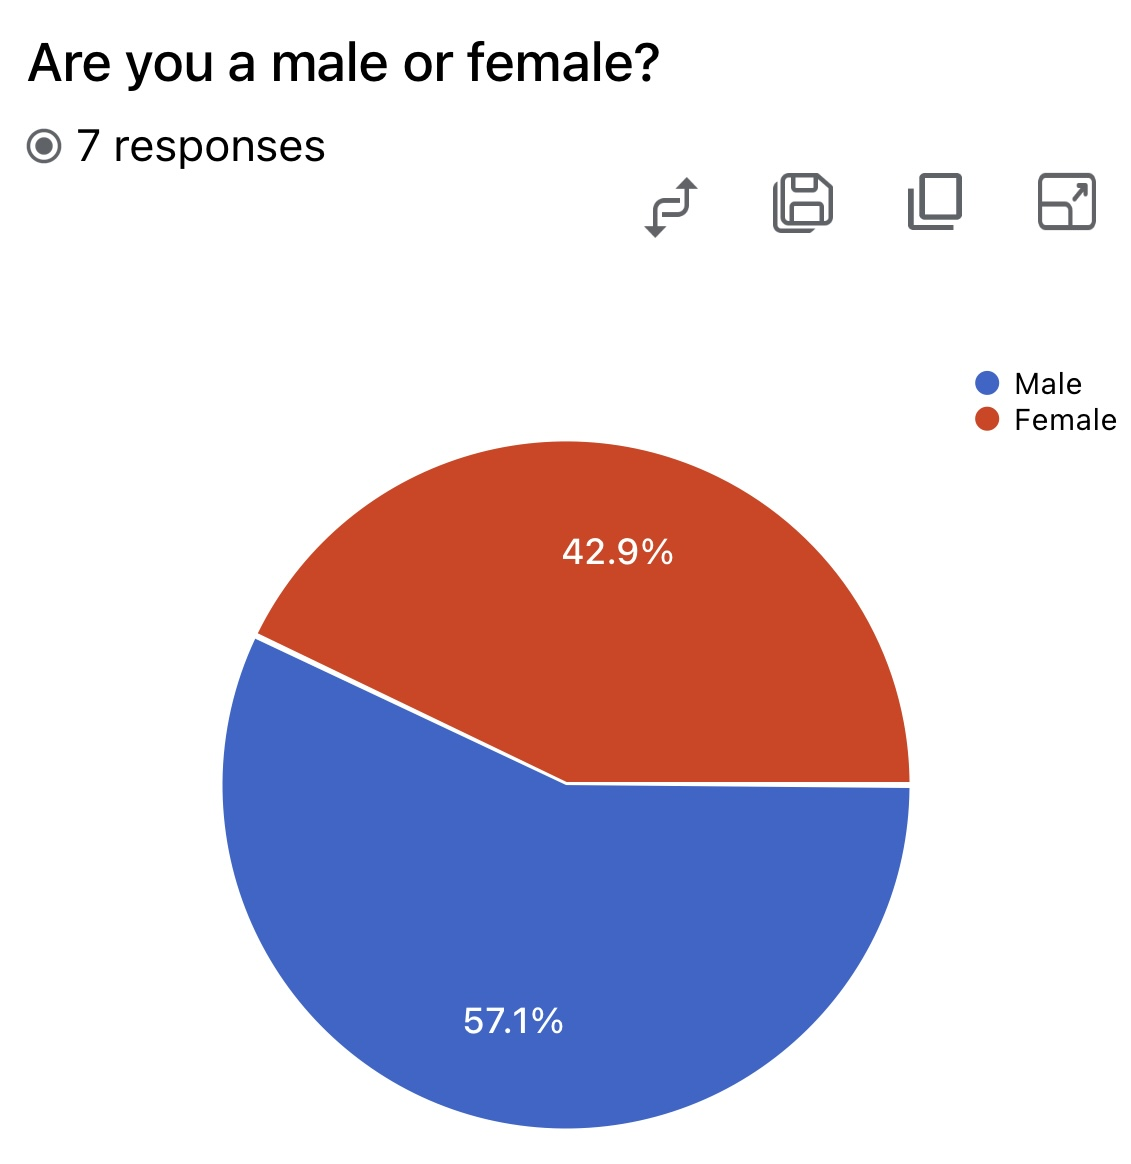 Are you a male or female?
7 responses
Male
Female
42.9%
57.1%